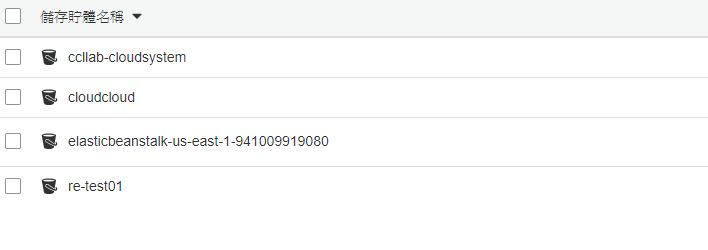 儲存貯體名稱
ccllab-cloudsystem
cloudcloud
elasticbeanstalk-us-east-1-941009919080
re-test01